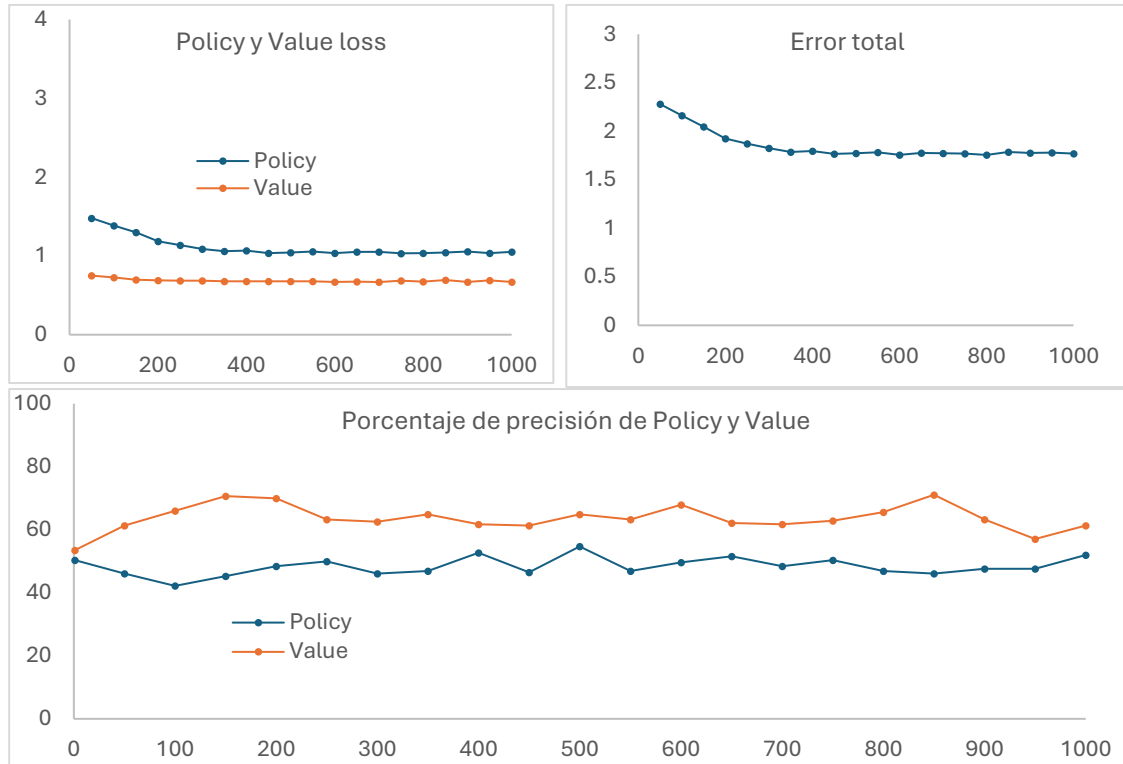 Policy y Value loss
4
3
2
1
0
Policy
Value
0 200 400 600 800 1000
Error total
3
2.5
2
1.5
1
0.5
0
0 200 400 600 800 1000
Porcentaje de precisión de Policy y Value
100
80
60
40
20
0
Policy
Value
0 100 200 300 400 500 600 700 800 900 1000